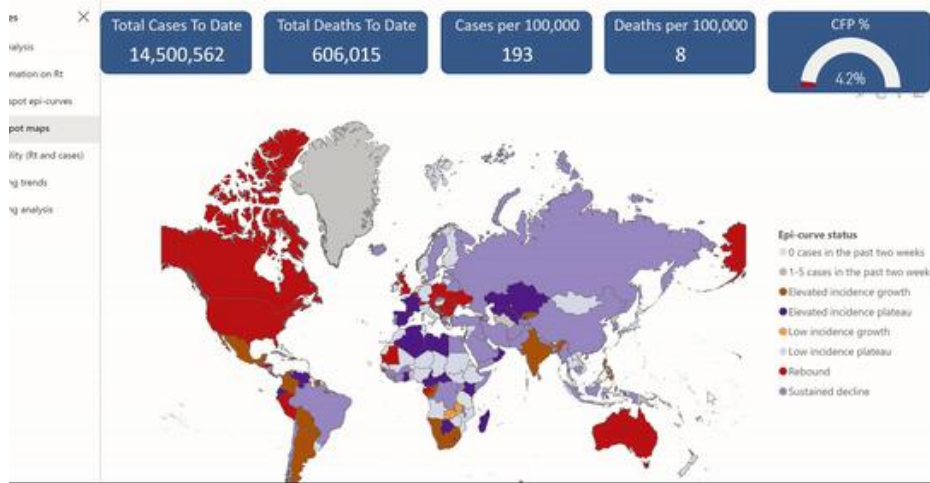 Total Cases To Date
14,500,562
Total Deaths To Date
606,015
Cases per 100,000
193
Deaths per 100,000
8
CFP %
4.2%
es
alysis
mation on Rt
spot epi-curves
pot maps
lity (Rt and cases)
ng trends
ng analysis
Epi-curve status
0 cases in the past two weeks
1-5 cases in the past two week
Elevated incidence growth
Elevated incidence plateau
Low incidence growth
Low incidence plateau
Rebound
Sustained decline